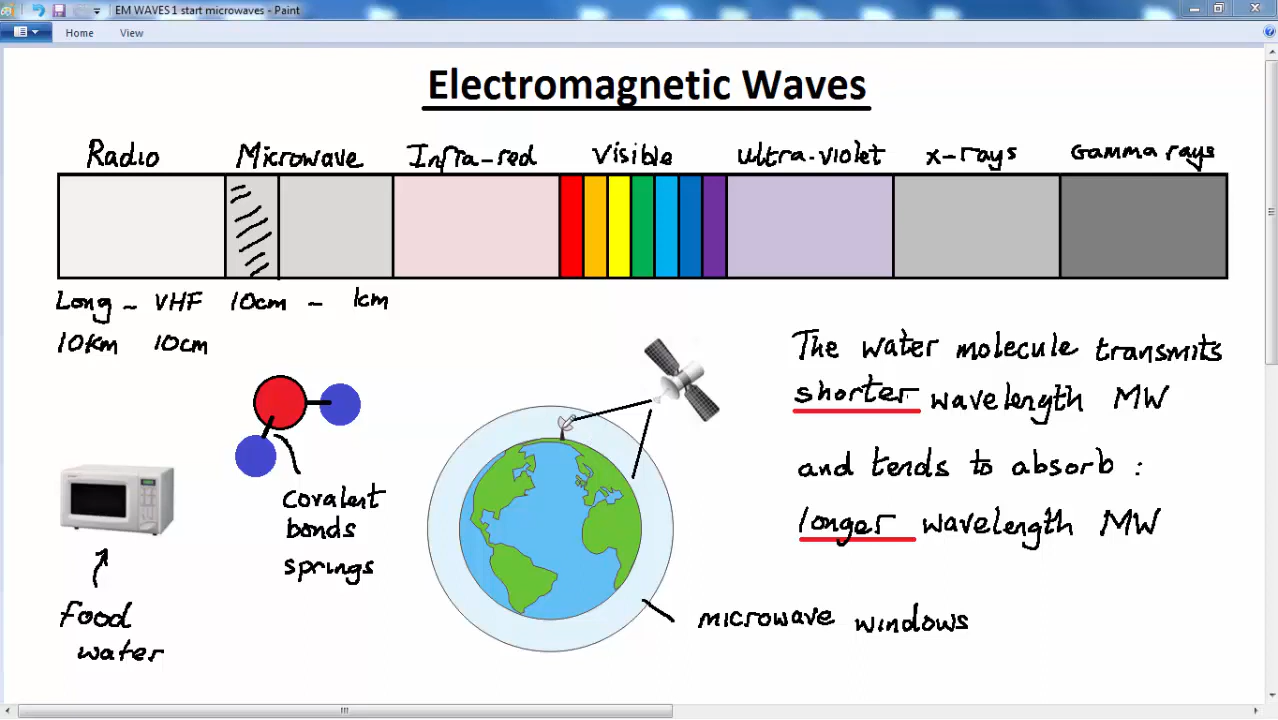 EM WAVES 1 start microwaves - Paint
Home View
Electromagnetic Waves
Radio Microwave Infra-red Visible ultra-violet x-rays Gamma rays
Long - VHF 10cm - 1cm
10km 10cm
The water molecule transmits
shorter wavelength MW
and tends to absorb :
longer wavelength MW
Covalent
bonds
springs
Food
water
microwave windows